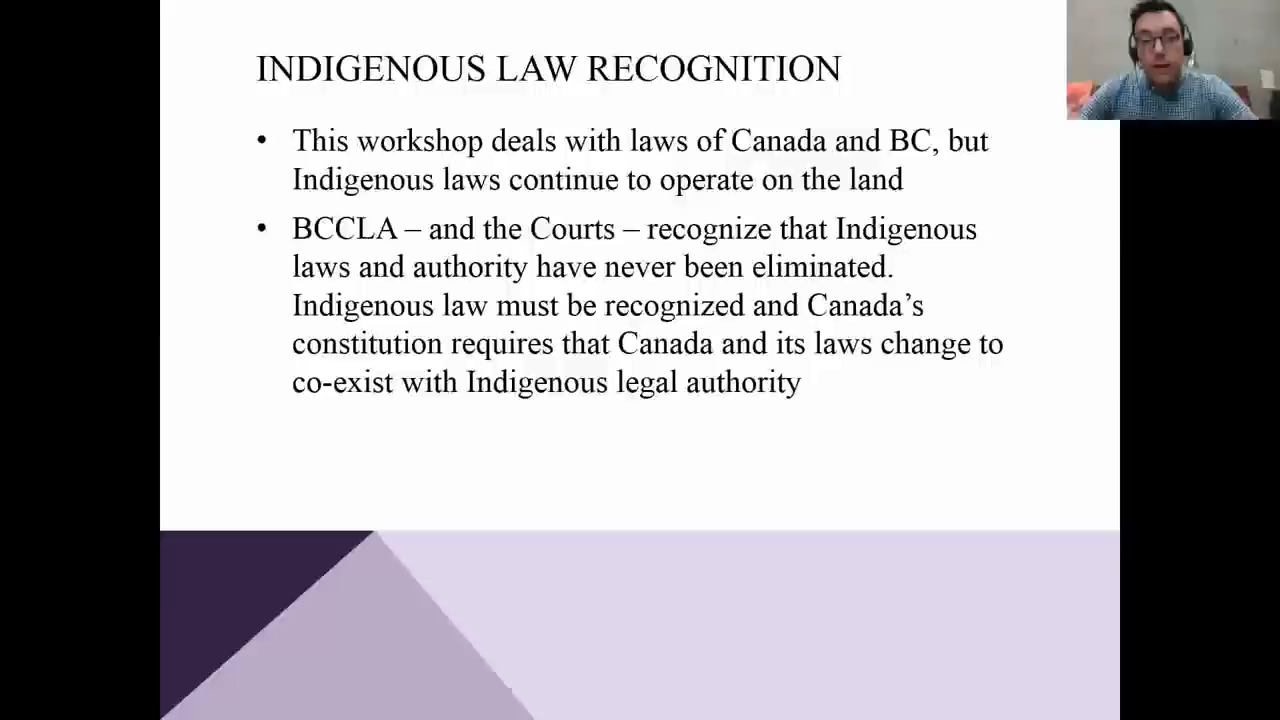 INDIGENOUS LAW RECOGNITION
• This workshop deals with laws of Canada and BC, but
Indigenous laws continue to operate on the land
• BCCLA – and the Courts – recognize that Indigenous
laws and authority have never been eliminated.
Indigenous law must be recognized and Canada’s
constitution requires that Canada and its laws change to
co-exist with Indigenous legal authority